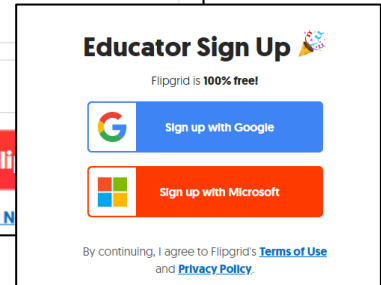 Educator Sign Up 🎉
Flipgrid is 100% free!
Sign up with Google
Sign up with Microsoft
By continuing, I agree to Flipgrid's Terms of Use
and Privacy Policy.